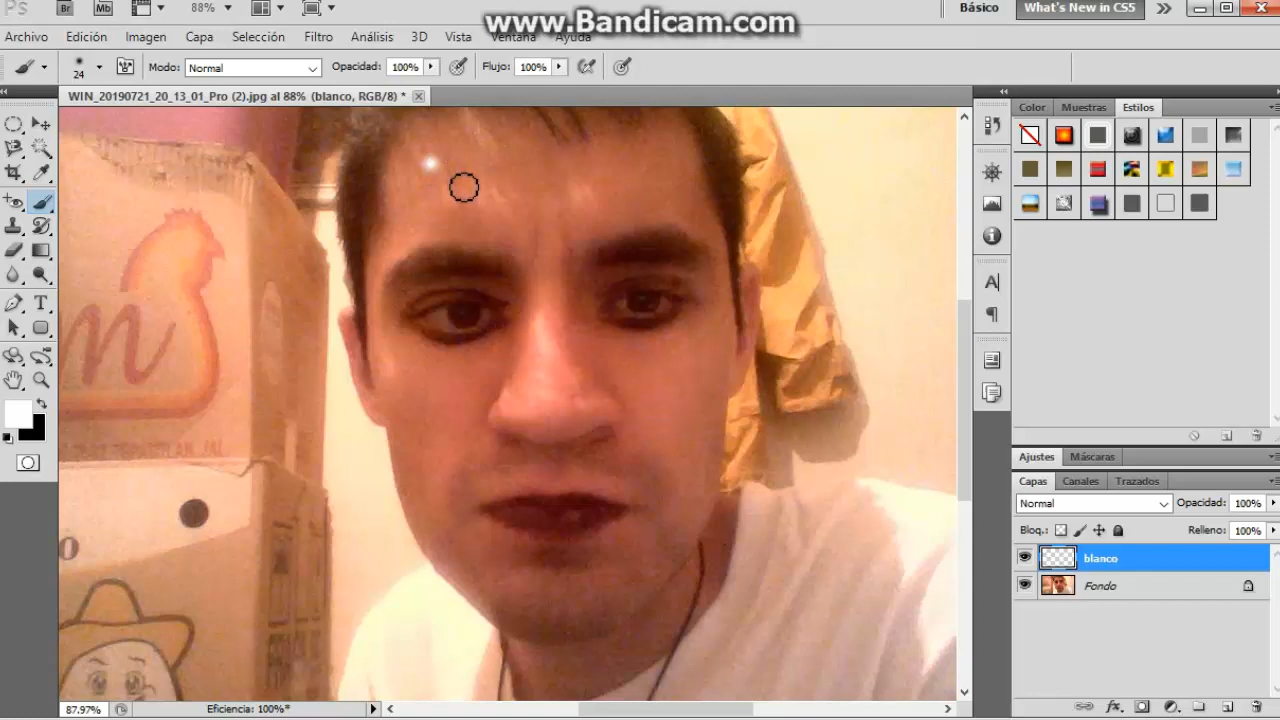 www.Bandicam.com
Ps Br Mb 88% Básico What's New in CS5
Archivo Edición Imagen Capa Selección Filtro Análisis 3D Vista Ventana Ayuda
24 Modo: Normal Opacidad: 100% Flujo: 100%
WIN_20190721_20_13_01_Pro (2).jpg al 88% (blanco, RGB/8) *
Color Muestras Estilos
m
Ajustes Máscaras
Capas Canales Trazados
Normal Opacidad: 100%
Bloq.: Relleno: 100%
blanco
Fondo
87.97% Eficiencia: 100%*